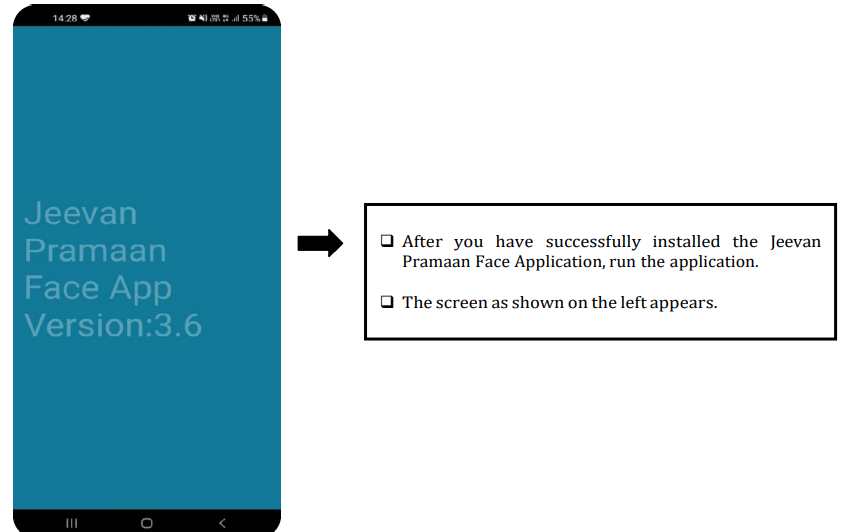 14:28
55%
Jeevan
Pramaan
Face App
Version:3.6
❑ After you have successfully installed the Jeevan
Pramaan Face Application, run the application.
❑ The screen as shown on the left appears.